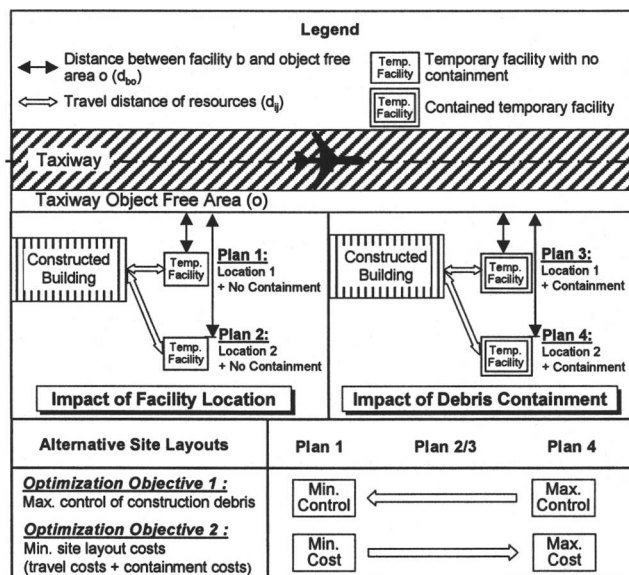 Legend
Distance between facility b and object free
area o (dbo)
Travel distance of resources (dij)
Temp.
Facility
Temporary facility with no
containment
Temp.
Facility
Contained temporary facility
Taxiway
Taxiway Object Free Area (o)
Constructed
Building
Temp.
Facility
Plan 1:
Location 1
+ No Containment
Temp.
Facility
Plan 2:
Location 2
+ No Containment
Impact of Facility Location
Constructed
Building
Temp.
Facility
Plan 3:
Location 1
+ Containment
Temp.
Facility
Plan 4:
Location 2
+ Containment
Impact of Debris Containment
Alternative Site Layouts
Plan 1
Plan 2/3
Plan 4
Optimization Objective 1 :
Max. control of construction debris
Min.
Control
Max.
Control
Optimization Objective 2 :
Min. site layout costs
(travel costs + containment costs)
Min.
Cost
Max.
Cost